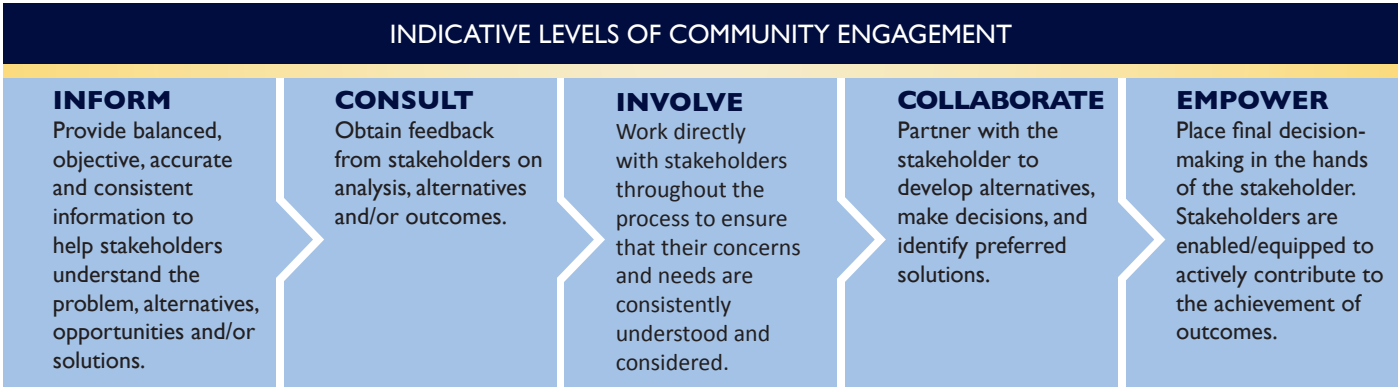 INDICATIVE LEVELS OF COMMUNITY ENGAGEMENT
INFORM
Provide balanced,
objective, accurate
and consistent
information to
help stakeholders
understand the
problem, alternatives,
opportunities and/or
solutions.
CONSULT
Obtain feedback
from stakeholders on
analysis, alternatives
and/or outcomes.
INVOLVE
Work directly
with stakeholders
throughout the
process to ensure
that their concerns
and needs are
consistently
understood and
considered.
COLLABORATE
Partner with the
stakeholder to
develop alternatives,
make decisions, and
identify preferred
solutions.
EMPOWER
Place final decision-
making in the hands
of the stakeholder.
Stakeholders are
enabled/equipped to
actively contribute to
the achievement of
outcomes.